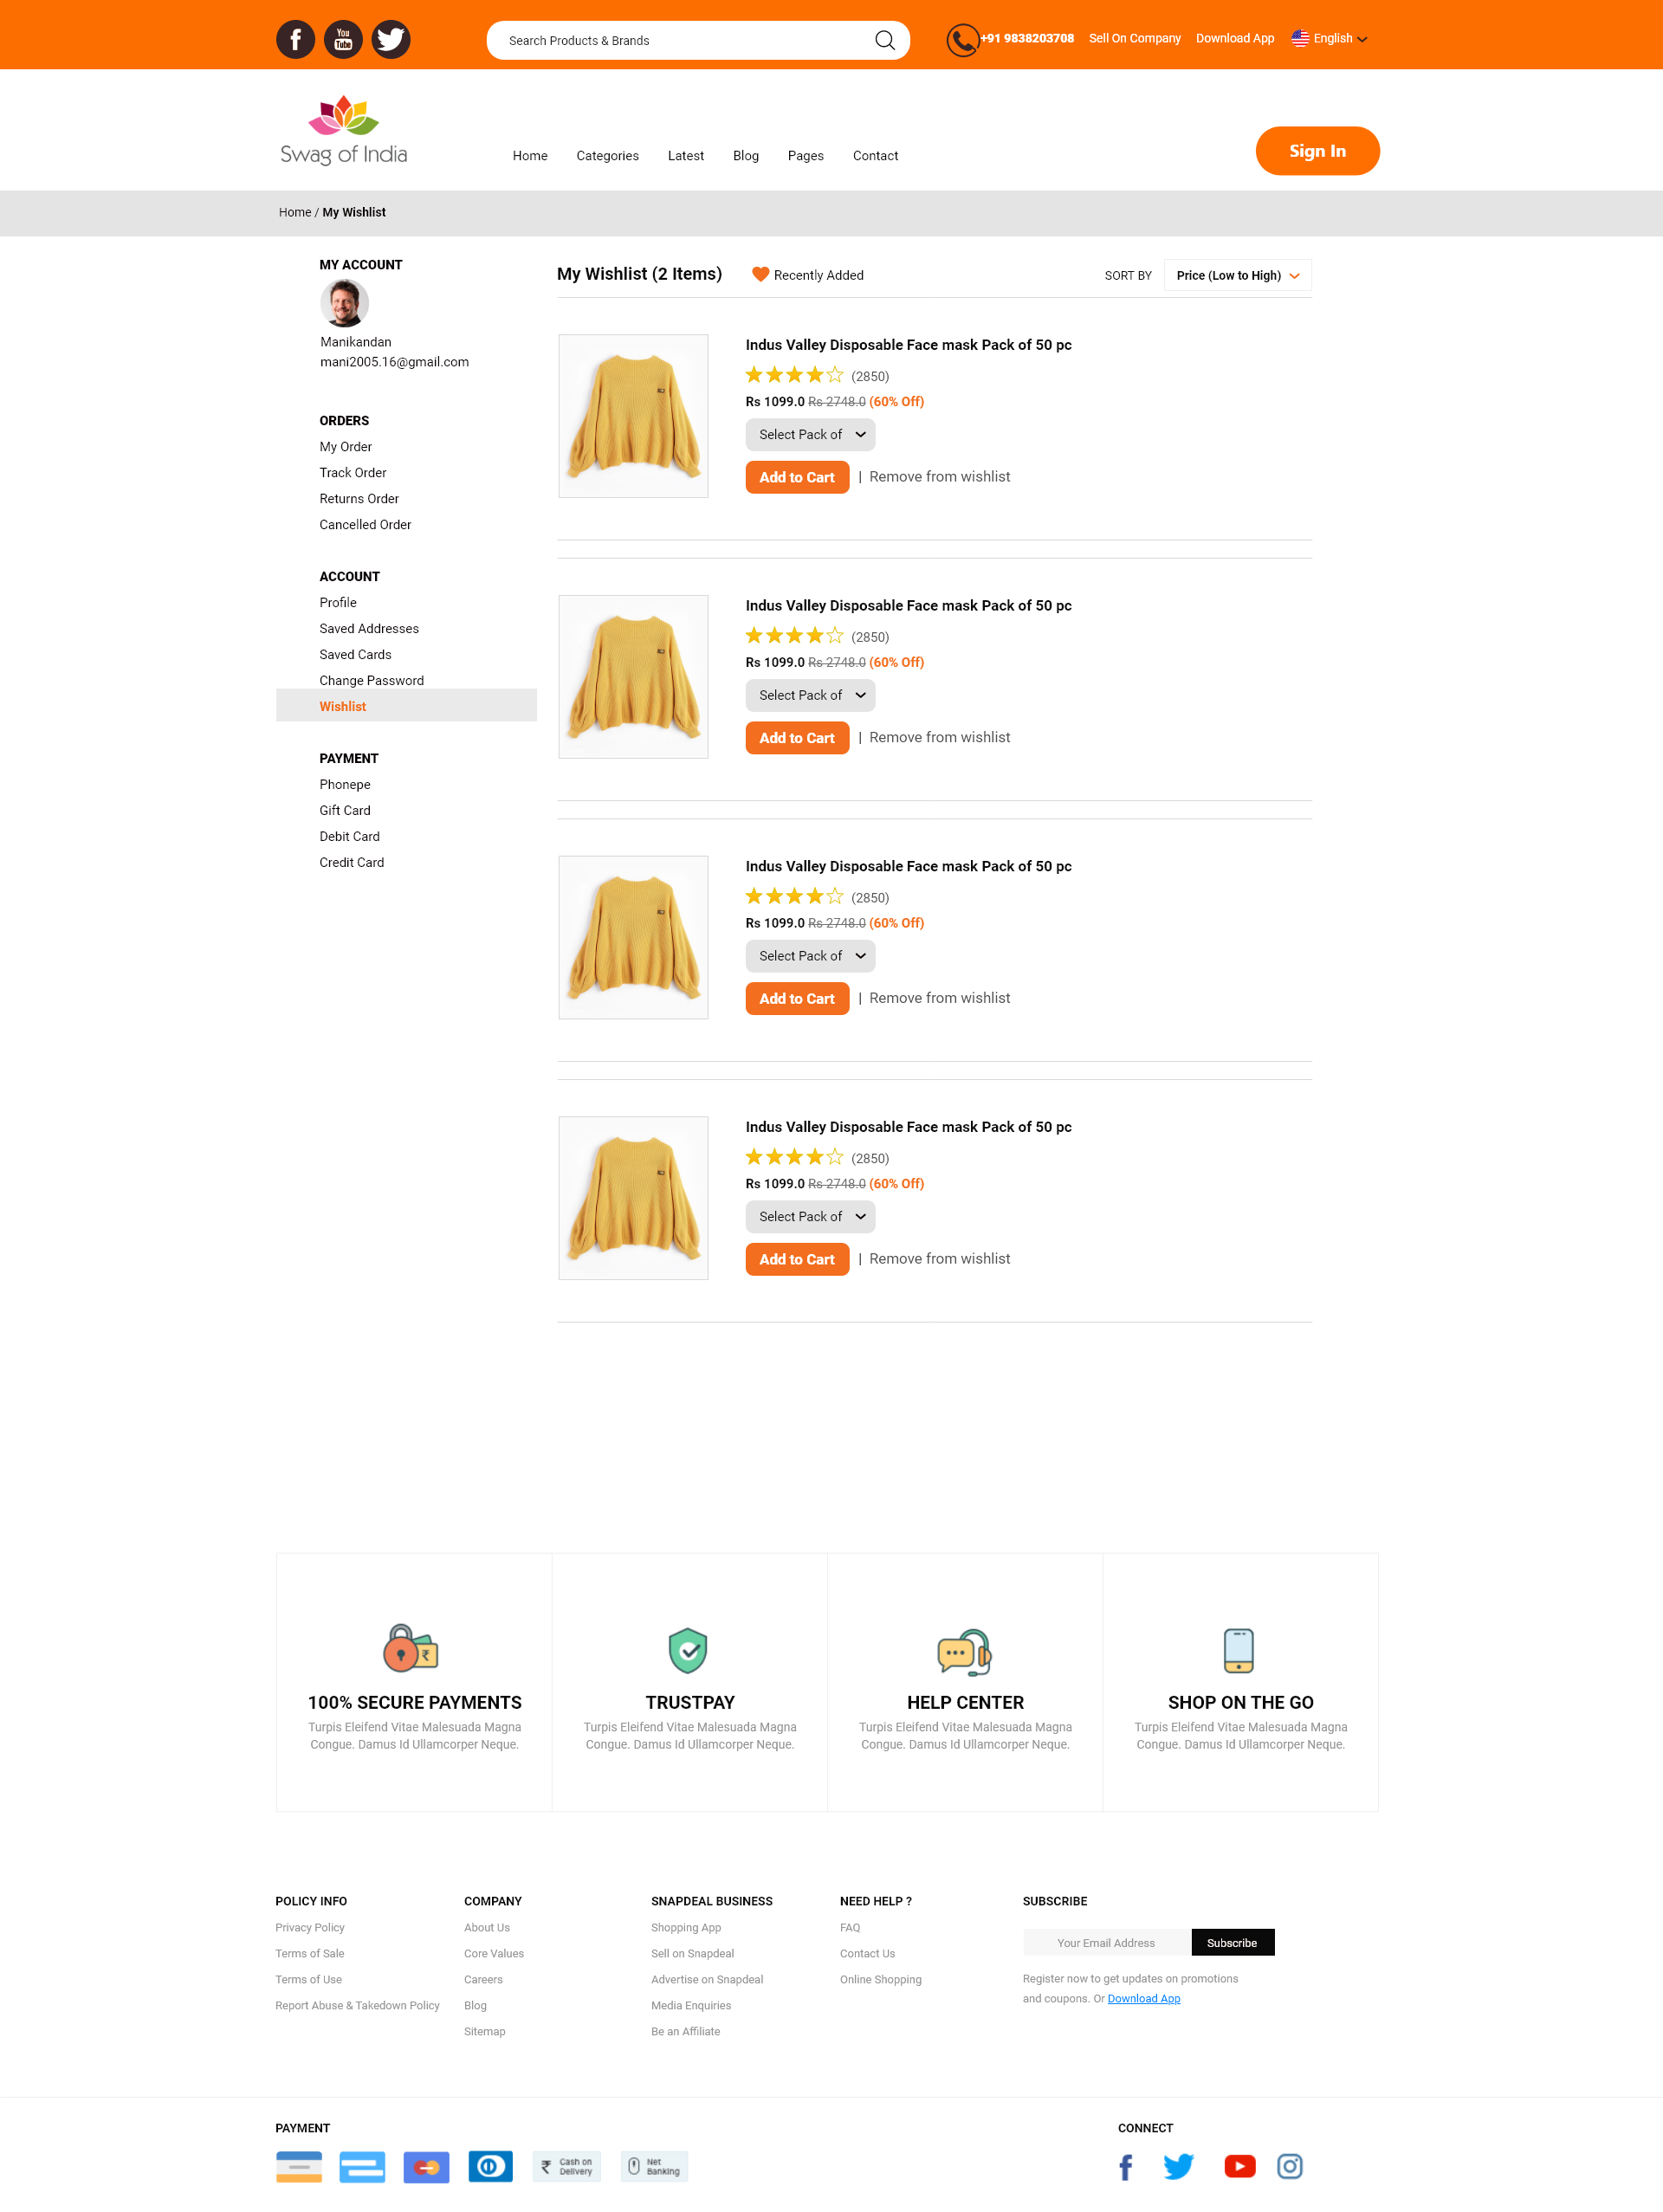 You
Tube
Search Products & Brands
+91 9838203708 Sell On Company Download App English
Swag of India
Home Categories Latest Blog Pages Contact
Sign In
Home / My Wishlist
MY ACCOUNT
Manikandan
mani2005.16@gmail.com
ORDERS
My Order
Track Order
Returns Order
Cancelled Order
ACCOUNT
Profile
Saved Addresses
Saved Cards
Change Password
Wishlist
PAYMENT
Phonepe
Gift Card
Debit Card
Credit Card
My Wishlist (2 Items) Recently Added SORT BY Price (Low to High)
Indus Valley Disposable Face mask Pack of 50 pc
(2850)
Rs 1099.0 Rs 2748.0 (60% Off)
Select Pack of
Add to Cart | Remove from wishlist
Indus Valley Disposable Face mask Pack of 50 pc
(2850)
Rs 1099.0 Rs 2748.0 (60% Off)
Select Pack of
Add to Cart | Remove from wishlist
Indus Valley Disposable Face mask Pack of 50 pc
(2850)
Rs 1099.0 Rs 2748.0 (60% Off)
Select Pack of
Add to Cart | Remove from wishlist
Indus Valley Disposable Face mask Pack of 50 pc
(2850)
Rs 1099.0 Rs 2748.0 (60% Off)
Select Pack of
Add to Cart | Remove from wishlist
100% SECURE PAYMENTS
Turpis Eleifend Vitae Malesuada Magna
Congue. Damus Id Ullamcorper Neque.
TRUSTPAY
Turpis Eleifend Vitae Malesuada Magna
Congue. Damus Id Ullamcorper Neque.
HELP CENTER
Turpis Eleifend Vitae Malesuada Magna
Congue. Damus Id Ullamcorper Neque.
SHOP ON THE GO
Turpis Eleifend Vitae Malesuada Magna
Congue. Damus Id Ullamcorper Neque.
POLICY INFO
Privacy Policy
Terms of Sale
Terms of Use
Report Abuse & Takedown Policy
COMPANY
About Us
Core Values
Careers
Blog
Sitemap
SNAPDEAL BUSINESS
Shopping App
Sell on Snapdeal
Advertise on Snapdeal
Media Enquiries
Be an Affiliate
NEED HELP ?
FAQ
Contact Us
Online Shopping
SUBSCRIBE
Your Email Address Subscribe
Register now to get updates on promotions
and coupons. Or Download App
PAYMENT
₹ Cash on
Delivery
Net
Banking
CONNECT